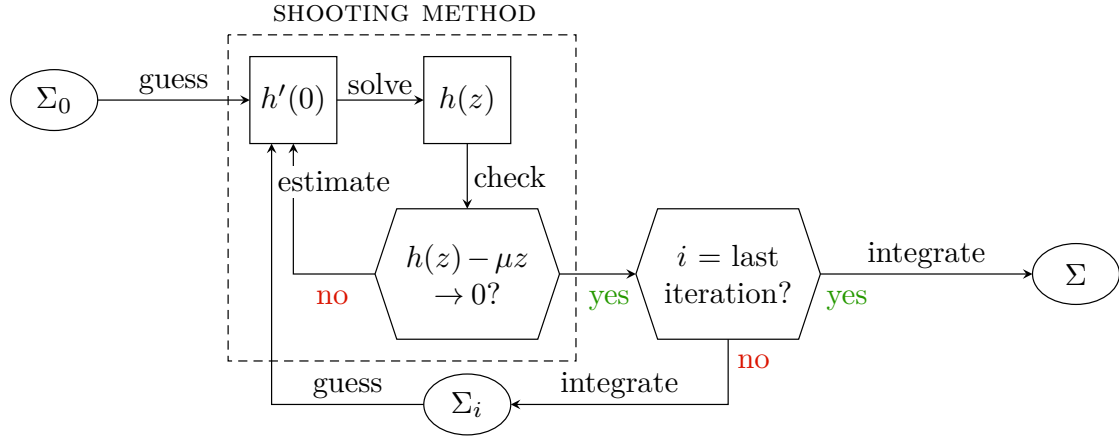 SHOOTING METHOD
Σ₀
guess
h′(0)
solve
h(z)
estimate
check
h(z) − μz
→ 0?
no
yes
i = last
iteration?
integrate
yes
Σ
no
guess
Σᵢ
integrate